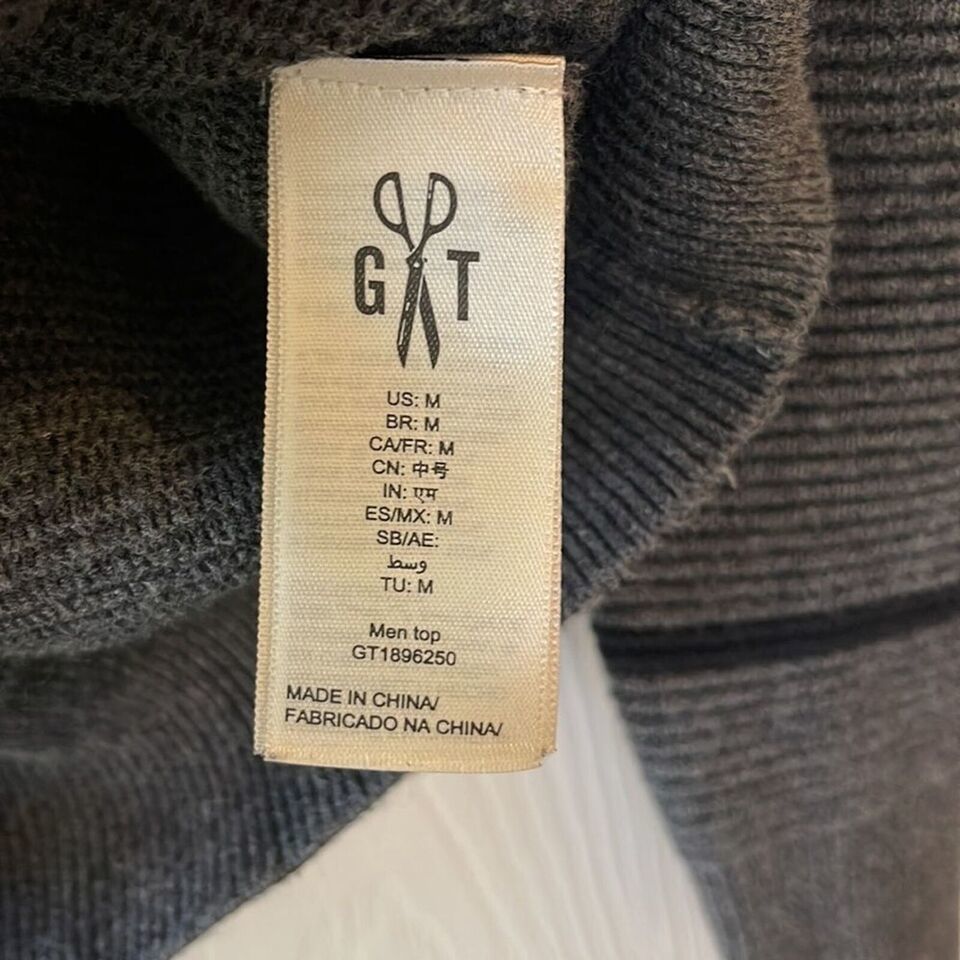 G T
US: M
BR: M
CA/FR: M
CN: 中号
IN: एम
ES/MX: M
SB/AE:
وسط
TU: M
Men top
GT1896250
MADE IN CHINA/
FABRICADO NA CHINA/